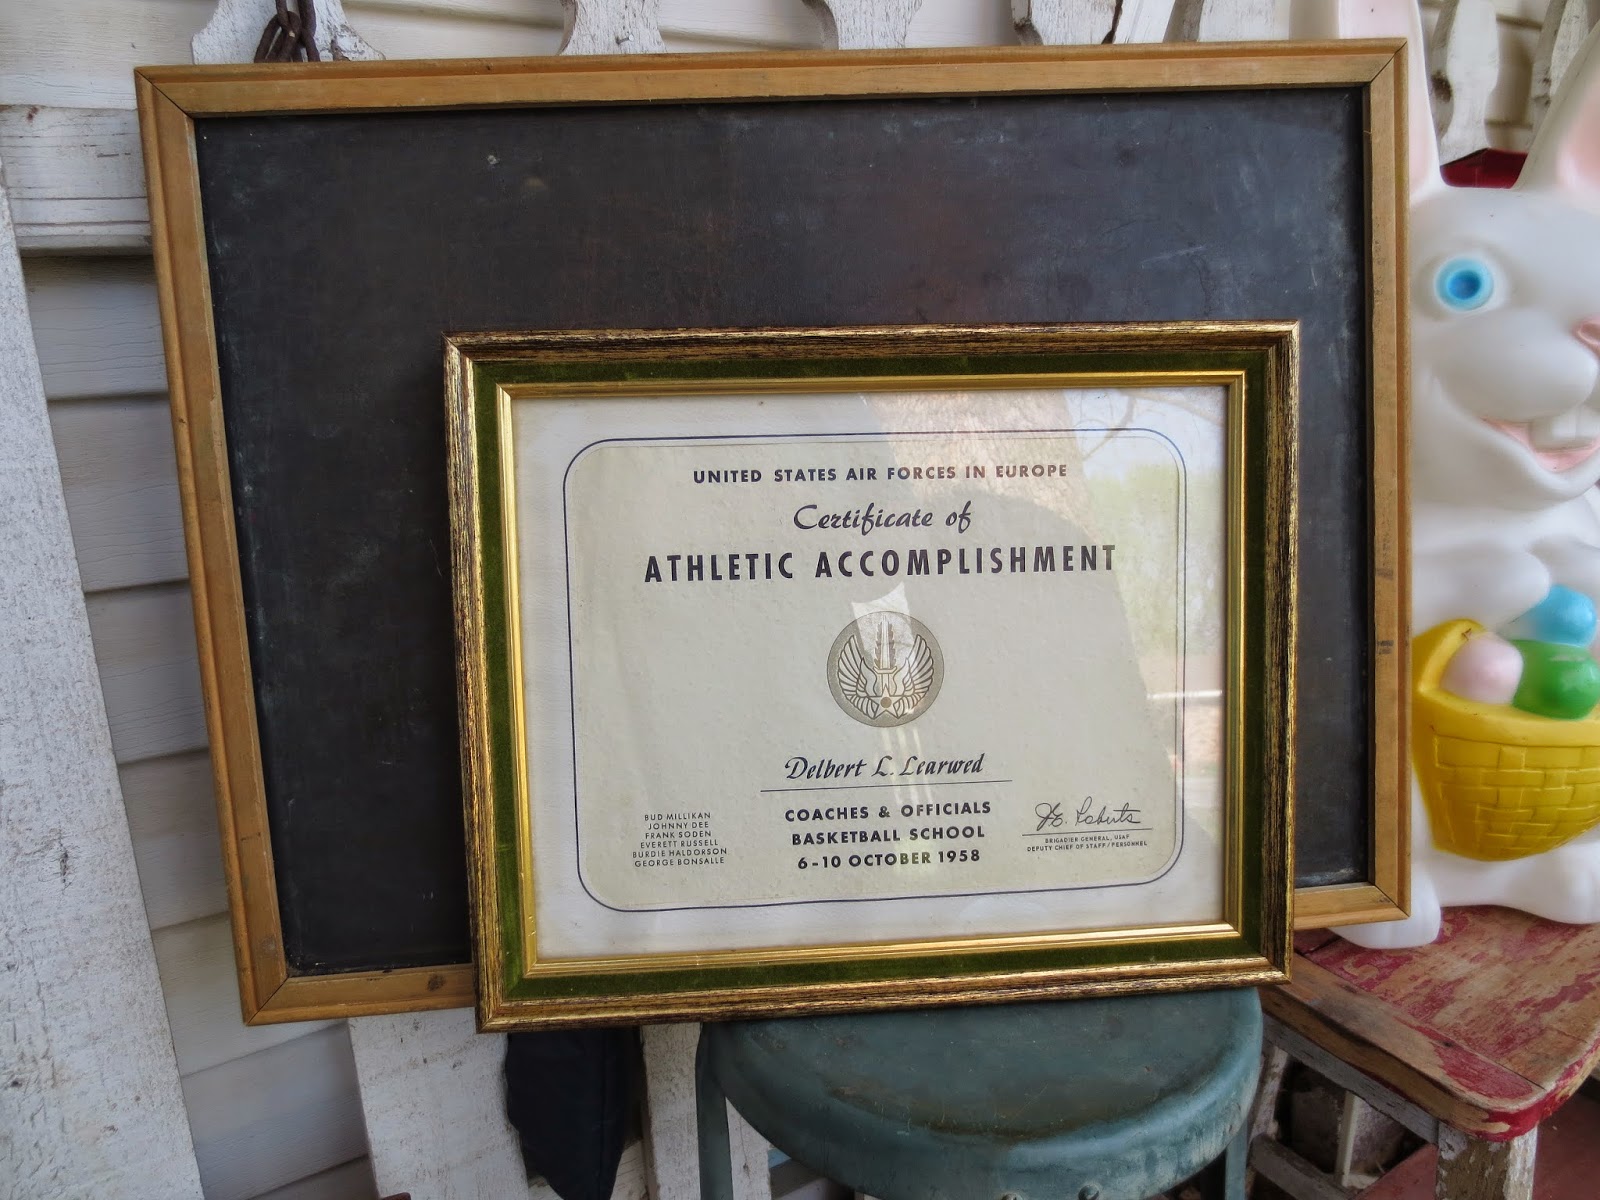 UNITED STATES AIR FORCES IN EUROPE
Certificate of
ATHLETIC ACCOMPLISHMENT
Delbert L. Learwed
COACHES & OFFICIALS
BASKETBALL SCHOOL
6-10 OCTOBER 1958
BUD MILLIKAN
JOHNNY DEE
FRANK SODEN
EVERETT RUSSELL
BURDIE HALDORSON
GEORGE BONSALLE
J.E. Roberts
BRIGADIER GENERAL, USAF
DEPUTY CHIEF OF STAFF/PERSONNEL